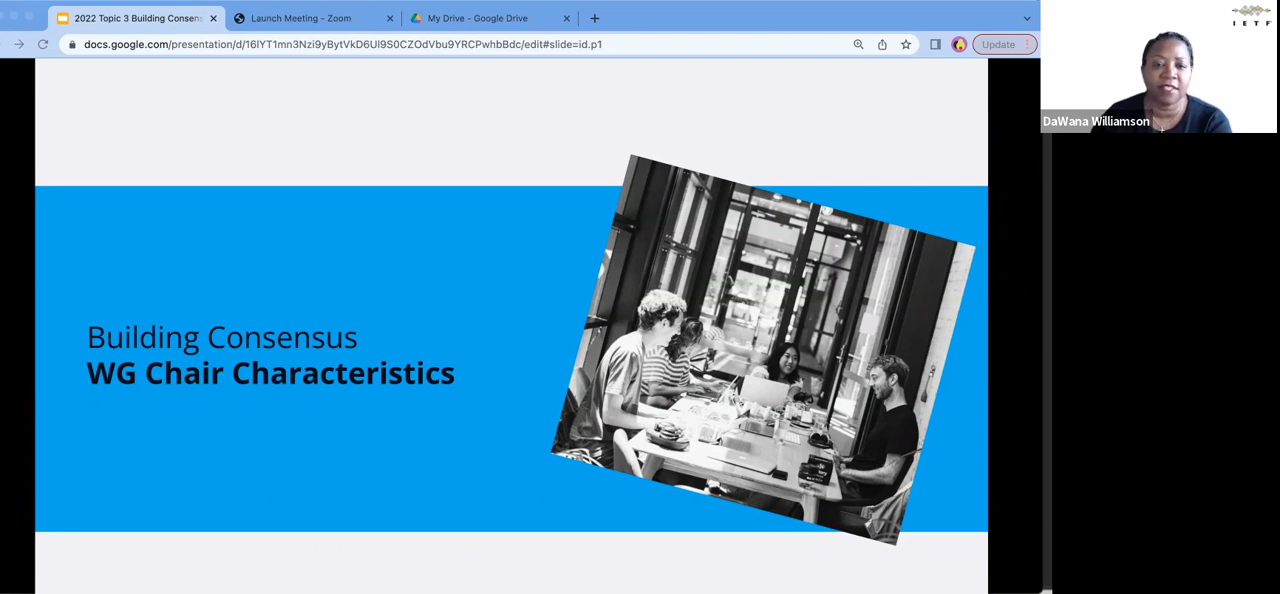 2022 Topic 3 Building Consens
Launch Meeting - Zoom
My Drive - Google Drive
docs.google.com/presentation/d/16lYT1mn3Nzi9yBytVkD6Ul9S0CZOdVbu9YRCPwhbBdc/edit#slide=id.p1
Update
I E T F
DaWana Williamson
Building Consensus
WG Chair Characteristics